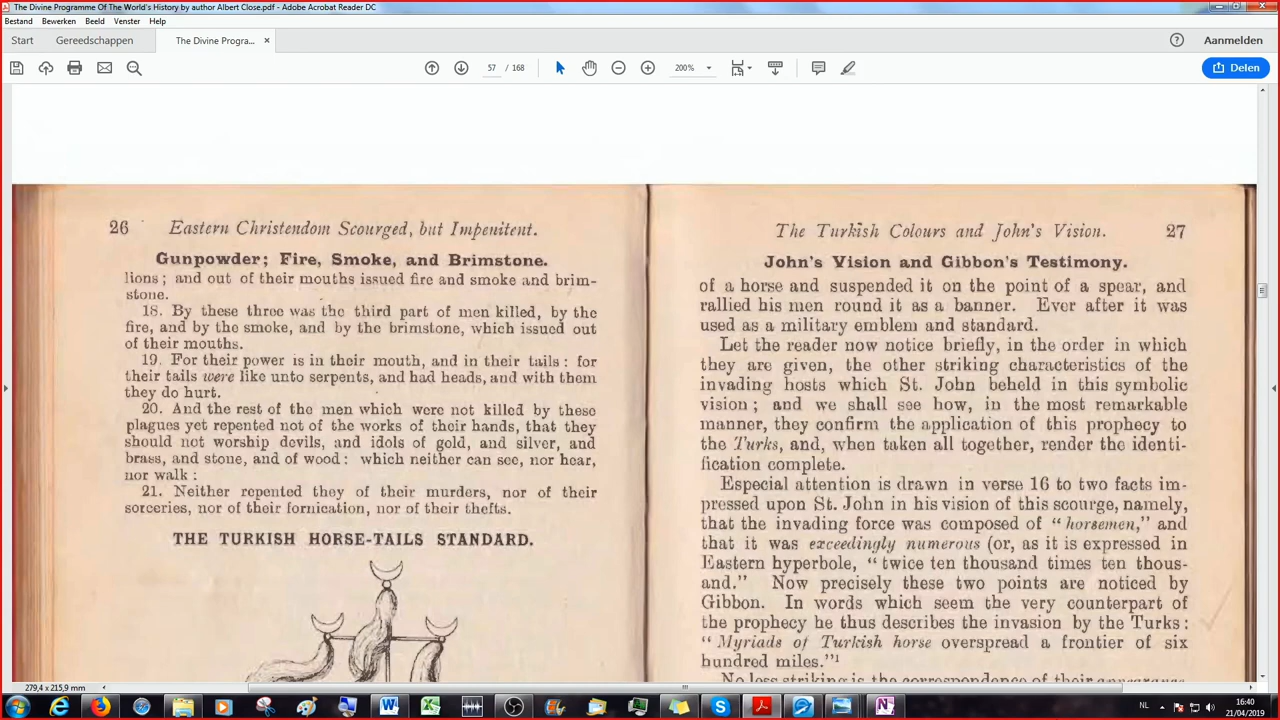 The Divine Programme Of The World's History by author Albert Close.pdf - Adobe Acrobat Reader DC
Bestand Bewerken Beeld Venster Help
Start Gereedschappen The Divine Progra... × Aanmelden
57 / 168 200% Delen
26 Eastern Christendom Scourged, but Impenitent.
Gunpowder; Fire, Smoke, and Brimstone.
lions; and out of their mouths issued fire and smoke and brim-
stone.
18. By these three was the third part of men killed, by the
fire, and by the smoke, and by the brimstone, which issued out
of their mouths.
19. For their power is in their mouth, and in their tails: for
their tails were like unto serpents, and had heads, and with them
they do hurt.
20. And the rest of the men which were not killed by these
plagues yet repented not of the works of their hands, that they
should not worship devils, and idols of gold, and silver, and
brass, and stone, and of wood: which neither can see, nor hear,
nor walk:
21. Neither repented they of their murders, nor of their
sorceries, nor of their fornication, nor of their thefts.
THE TURKISH HORSE-TAILS STANDARD.
The Turkish Colours and John's Vision. 27
John's Vision and Gibbon's Testimony.
of a horse and suspended it on the point of a spear, and
rallied his men round it as a banner. Ever after it was
used as a military emblem and standard.
Let the reader now notice briefly, in the order in which
they are given, the other striking characteristics of the
invading hosts which St. John beheld in this symbolic
vision; and we shall see how, in the most remarkable
manner, they confirm the application of this prophecy to
the Turks, and, when taken all together, render the identi-
fication complete.
Especial attention is drawn in verse 16 to two facts im-
pressed upon St. John in his vision of this scourge, namely,
that the invading force was composed of "horsemen," and
that it was exceedingly numerous (or, as it is expressed in
Eastern hyperbole, "twice ten thousand times ten thous-
and." Now precisely these two points are noticed by
Gibbon. In words which seem the very counterpart of
the prophecy he thus describes the invasion by the Turks:
"Myriads of Turkish horse overspread a frontier of six
hundred miles."¹
No less striking is the correspondence of their appearance
279,4 x 215,9 mm
NL 16:40
21/04/2019